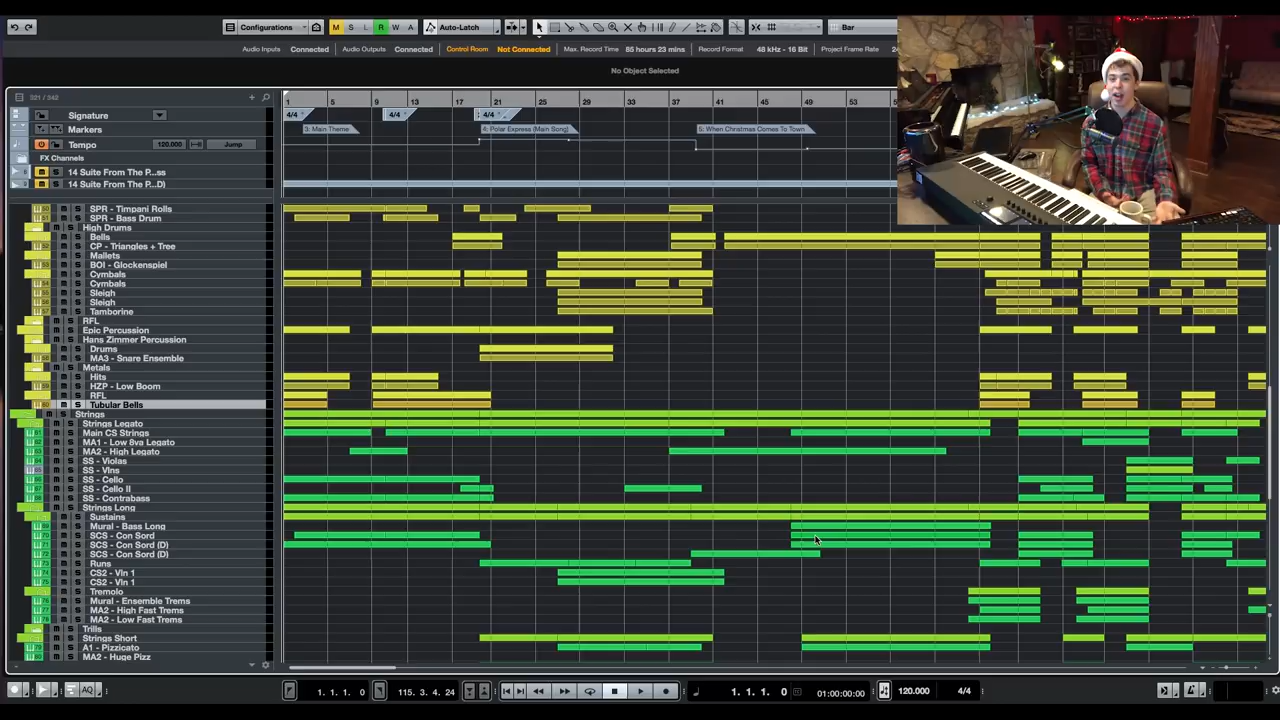 Configurations M S L R W A Auto-Latch Bar
Audio Inputs Connected Audio Outputs Connected Control Room Not Connected Max. Record Time 85 hours 23 mins Record Format 48 kHz - 16 Bit Project Frame Rate
No Object Selected
321 / 342 1 5 9 13 17 21 25 29 33 37 41 45 49 53
Signature 4/4 4/4 4/4
Markers 3: Main Theme 4: Polar Express (Main Song) 5: When Christmas Comes To Town
Tempo 120.000 Jump
FX Channels
14 Suite From The P...ss
14 Suite From The P...D)
SPR - Timpani Rolls
SPR - Bass Drum
High Drums
Bells
CP - Triangles + Tree
Mallets
BOI - Glockenspiel
Cymbals
Cymbals
Sleigh
Sleigh
Tamborine
RFL
Epic Percussion
Hans Zimmer Percussion
Drums
MA3 - Snare Ensemble
Metals
Hits
HZP - Low Boom
RFL
Tubular Bells
Strings
Strings Legato
Main CS Strings
MA1 - Low 8va Legato
MA2 - High Legato
SS - Violas
SS - Vlns
SS - Cello
SS - Cello II
SS - Contrabass
Strings Long
Sustains
Mural - Bass Long
SCS - Con Sord
SCS - Con Sord (D)
SCS - Con Sord (D)
Runs
CS2 - Vln 1
CS2 - Vln 1
Tremolo
Mural - Ensemble Trems
MA2 - High Fast Trems
MA2 - Low Fast Trems
Trills
Strings Short
A1 - Pizzicato
MA2 - Huge Pizz
AQ 1. 1. 1. 0 115. 3. 4. 24 1. 1. 1. 0 01:00:00:00 120.000 4/4